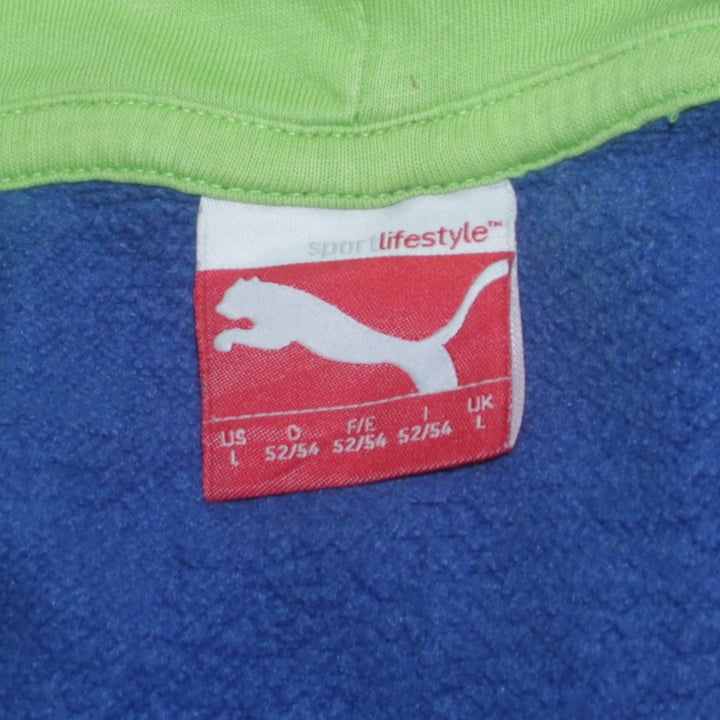 sportlifestyle™
US D F/E I UK
L 52/54 52/54 52/54 L